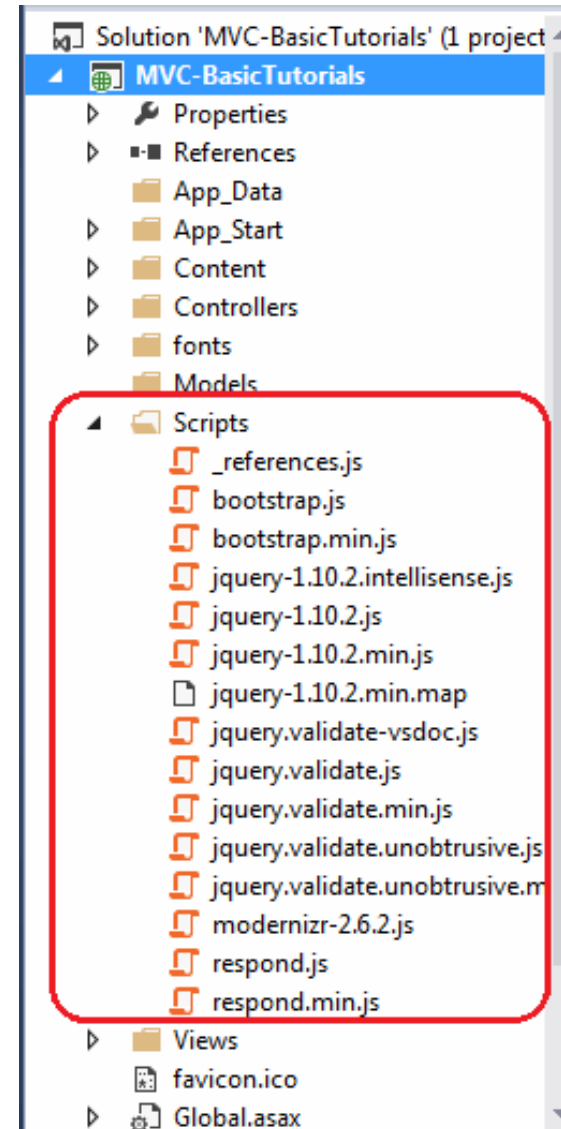 Solution 'MVC-BasicTutorials' (1 project
MVC-BasicTutorials
Properties
References
App_Data
App_Start
Content
Controllers
fonts
Models
Scripts
_references.js
bootstrap.js
bootstrap.min.js
jquery-1.10.2.intellisense.js
jquery-1.10.2.js
jquery-1.10.2.min.js
jquery-1.10.2.min.map
jquery.validate-vsdoc.js
jquery.validate.js
jquery.validate.min.js
jquery.validate.unobtrusive.js
jquery.validate.unobtrusive.m
modernizr-2.6.2.js
respond.js
respond.min.js
Views
favicon.ico
Global.asax